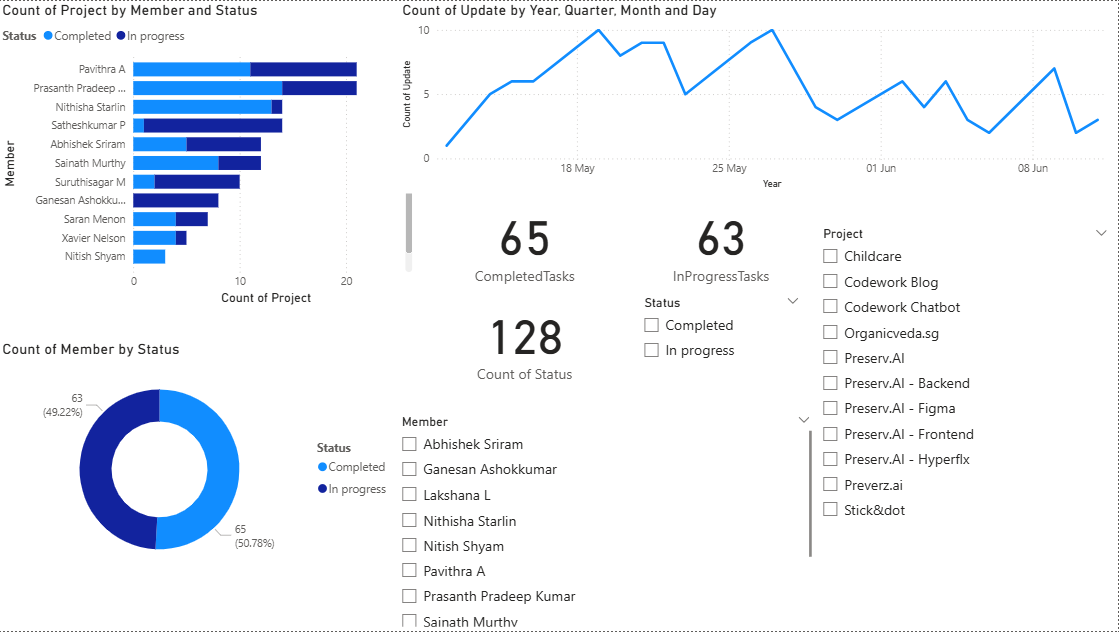 Count of Project by Member and Status
Status Completed In progress
Member
Pavithra A
Prasanth Pradeep ...
Nithisha Starlin
Satheshkumar P
Abhishek Sriram
Sainath Murthy
Suruthisagar M
Ganesan Ashokku...
Saran Menon
Xavier Nelson
Nitish Shyam
0 10 20
Count of Project
Count of Update by Year, Quarter, Month and Day
Count of Update
10
5
0
18 May 25 May 01 Jun 08 Jun
Year
65
CompletedTasks
63
InProgressTasks
128
Count of Status
Status
Completed
In progress
Project
Childcare
Codework Blog
Codework Chatbot
Organicveda.sg
Preserv.AI
Preserv.AI - Backend
Preserv.AI - Figma
Preserv.AI - Frontend
Preserv.AI - Hyperflx
Preverz.ai
Stick&dot
Count of Member by Status
63
(49.22%)
65
(50.78%)
Status
Completed
In progress
Member
Abhishek Sriram
Ganesan Ashokkumar
Lakshana L
Nithisha Starlin
Nitish Shyam
Pavithra A
Prasanth Pradeep Kumar
Sainath Murthy